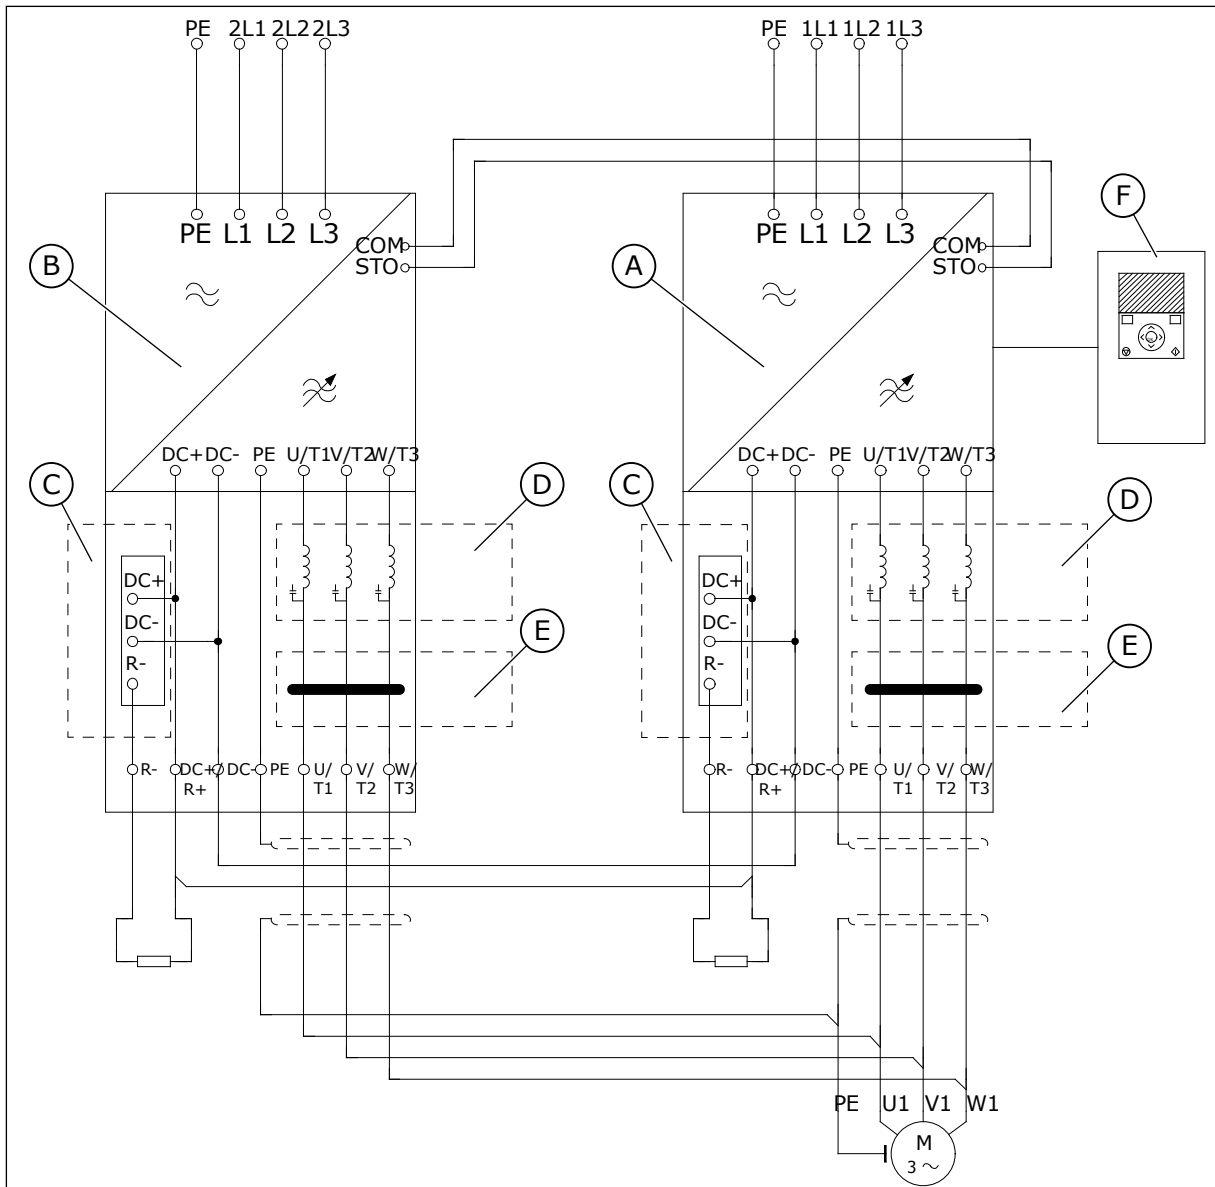 PE 2L1 2L2 2L3 PE 1L1 1L2 1L3
F
PE L1 L2 L3 PE L1 L2 L3
COM COM
STO STO
B A
DC+ DC- PE U/T1 V/T2 W/T3 DC+ DC- PE U/T1 V/T2 W/T3
C D C D
DC+ DC+
DC- DC-
E E
R- R-
R- DC+/ DC- PE U/ V/ W/ R- DC+/ DC- PE U/ V/ W/
R+ T1 T2 T3 R+ T1 T2 T3
PE U1 V1 W1
M
3 ~